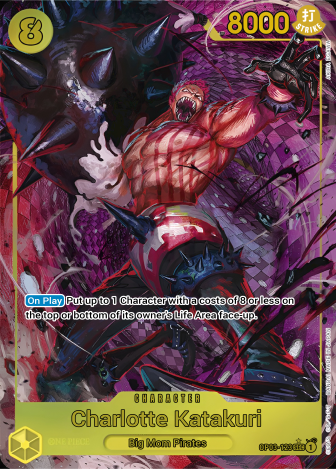 8
8000
打
STRIKE
On Play Put up to 1 Character with a costs of 8 or less on
the top or bottom of its owner's Life Area face-up.
CHARACTER
Charlotte Katakuri
Big Mom Pirates
OP03-123 1